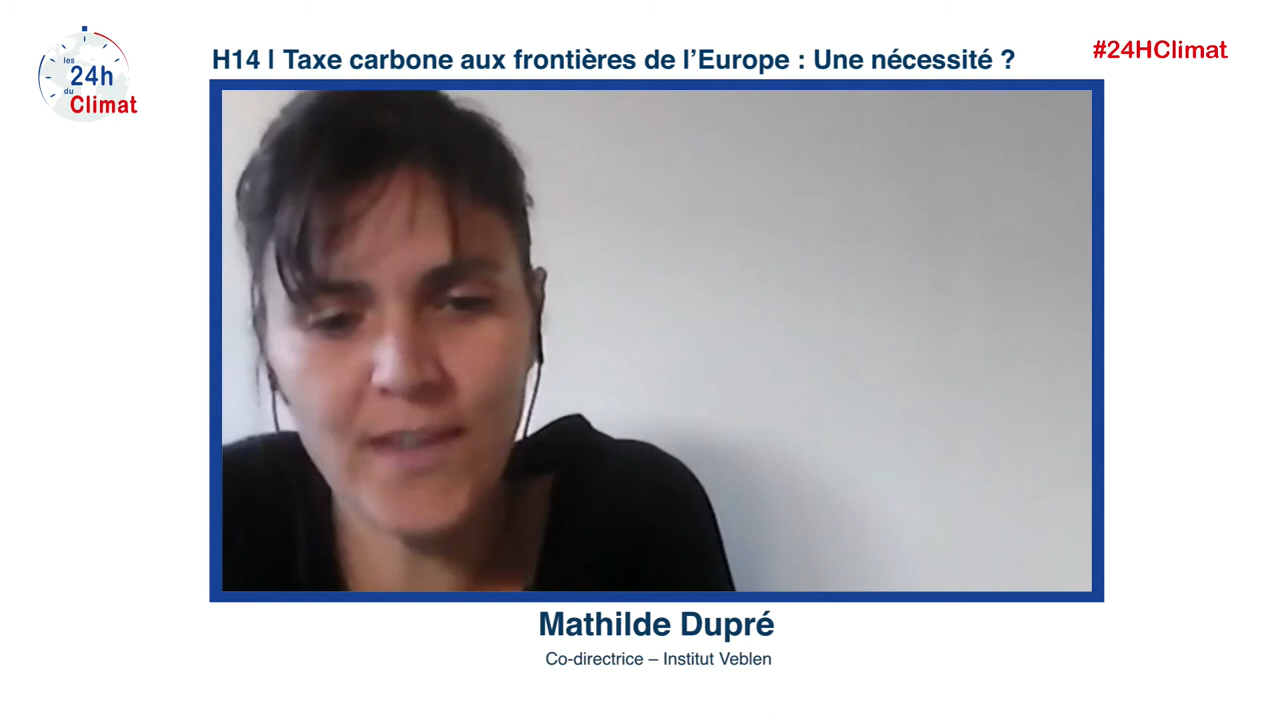 les
24h
du
Climat
H14 | Taxe carbone aux frontières de l’Europe : Une nécessité ?
#24HClimat
Mathilde Dupré
Co-directrice – Institut Veblen